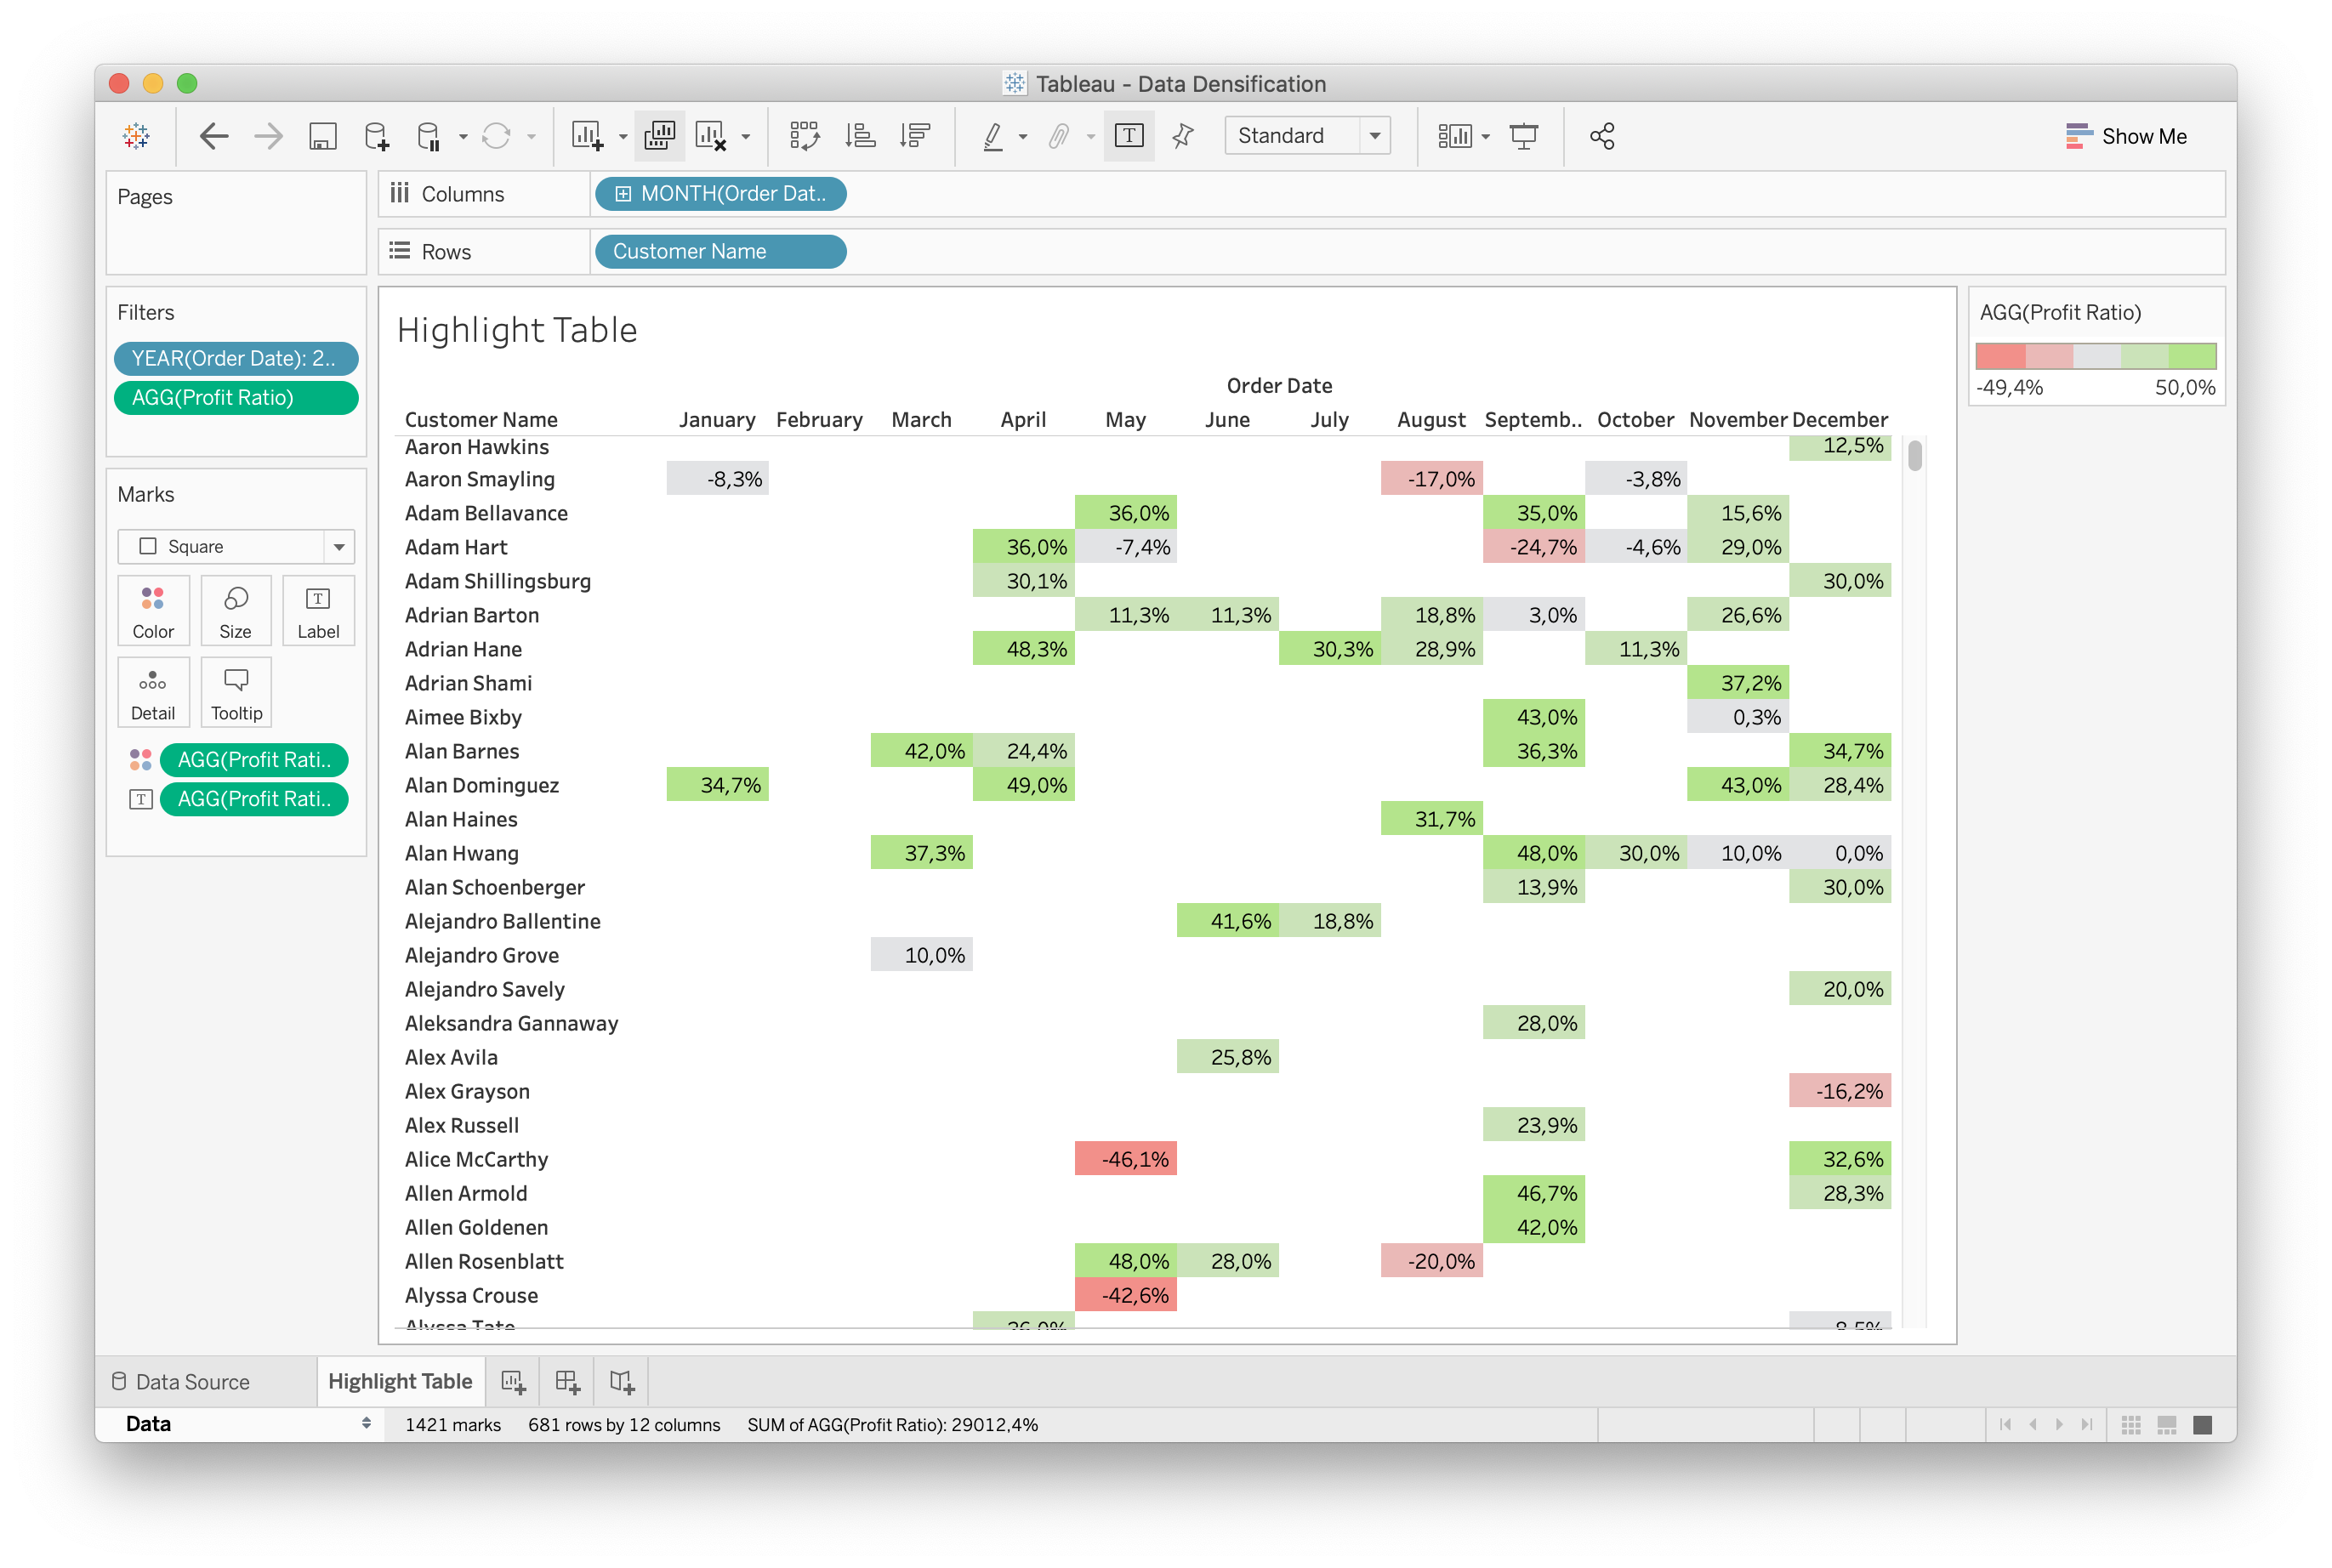 Tableau - Data Densification
Standard
Show Me
Pages
Columns
MONTH(Order Dat..
Rows
Customer Name
Filters
YEAR(Order Date): 2..
AGG(Profit Ratio)
Marks
Square
Color Size Label
Detail Tooltip
AGG(Profit Rati..
AGG(Profit Rati..
Highlight Table
Order Date
Customer Name January February March April May June July August Septemb.. October November December
Aaron Hawkins 12,5%
Aaron Smayling -8,3% -17,0% -3,8%
Adam Bellavance 36,0% 35,0% 15,6%
Adam Hart 36,0% -7,4% -24,7% -4,6% 29,0%
Adam Shillingsburg 30,1% 30,0%
Adrian Barton 11,3% 11,3% 18,8% 3,0% 26,6%
Adrian Hane 48,3% 30,3% 28,9% 11,3%
Adrian Shami 37,2%
Aimee Bixby 43,0% 0,3%
Alan Barnes 42,0% 24,4% 36,3% 34,7%
Alan Dominguez 34,7% 49,0% 43,0% 28,4%
Alan Haines 31,7%
Alan Hwang 37,3% 48,0% 30,0% 10,0% 0,0%
Alan Schoenberger 13,9% 30,0%
Alejandro Ballentine 41,6% 18,8%
Alejandro Grove 10,0%
Alejandro Savely 20,0%
Aleksandra Gannaway 28,0%
Alex Avila 25,8%
Alex Grayson -16,2%
Alex Russell 23,9%
Alice McCarthy -46,1% 32,6%
Allen Armold 46,7% 28,3%
Allen Goldenen 42,0%
Allen Rosenblatt 48,0% 28,0% -20,0%
Alyssa Crouse -42,6%
Alyssa Tate
AGG(Profit Ratio)
-49,4% 50,0%
Data Source
Highlight Table
Data
1421 marks 681 rows by 12 columns SUM of AGG(Profit Ratio): 29012,4%